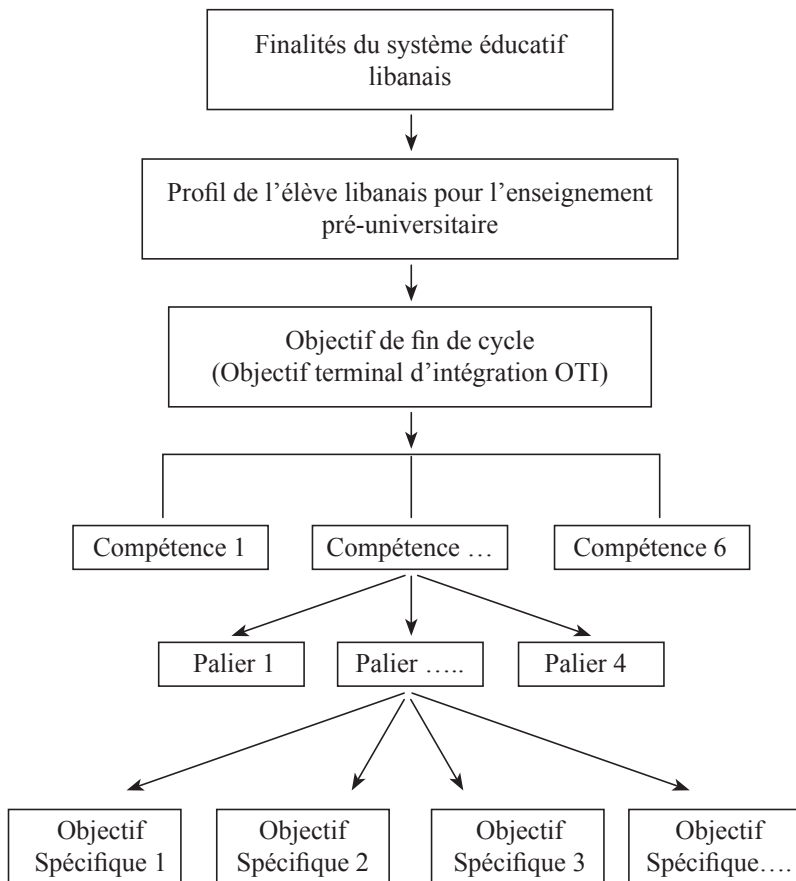 Finalités du système éducatif
libanais
Profil de l’élève libanais pour l’enseignement
pré-universitaire
Objectif de fin de cycle
(Objectif terminal d’intégration OTI)
Compétence 1
Compétence …
Compétence 6
Palier 1
Palier …..
Palier 4
Objectif
Spécifique 1
Objectif
Spécifique 2
Objectif
Spécifique 3
Objectif
Spécifique….